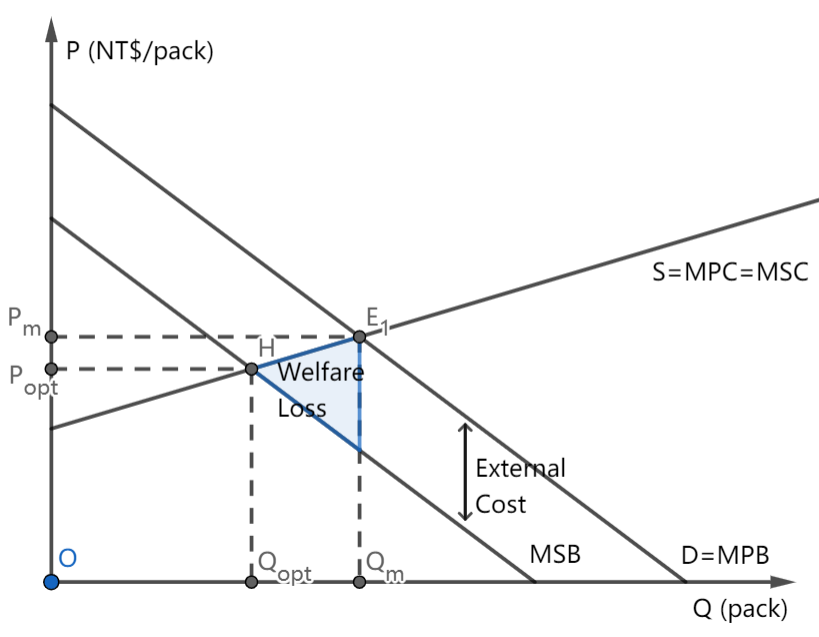 P (NT$/pack)
S=MPC=MSC
Pm
E1
H
Popt
Welfare
Loss
External
Cost
O
Qopt
Qm
MSB
D=MPB
Q (pack)